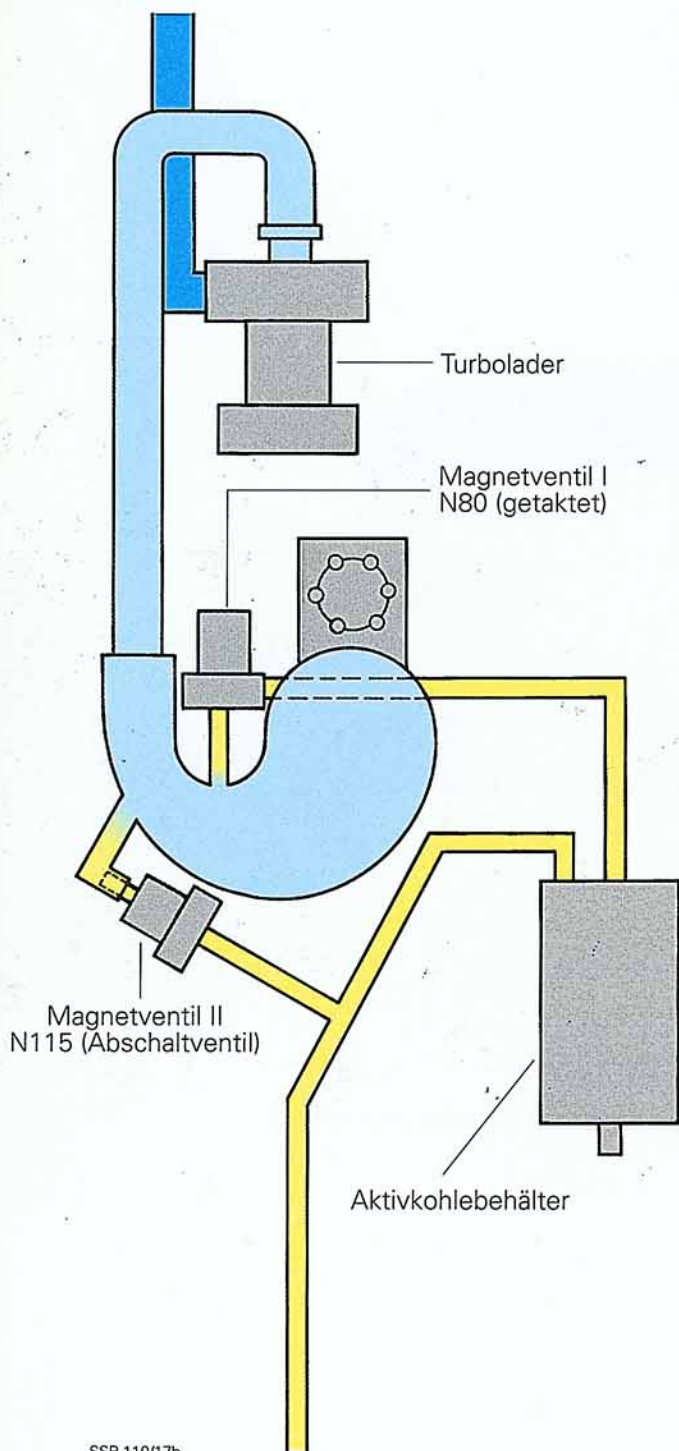 Turbolader
Magnetventil I
N80 (getaktet)
Magnetventil II
N115 (Abschaltventil)
Aktivkohlebehälter
SSP 110/17b